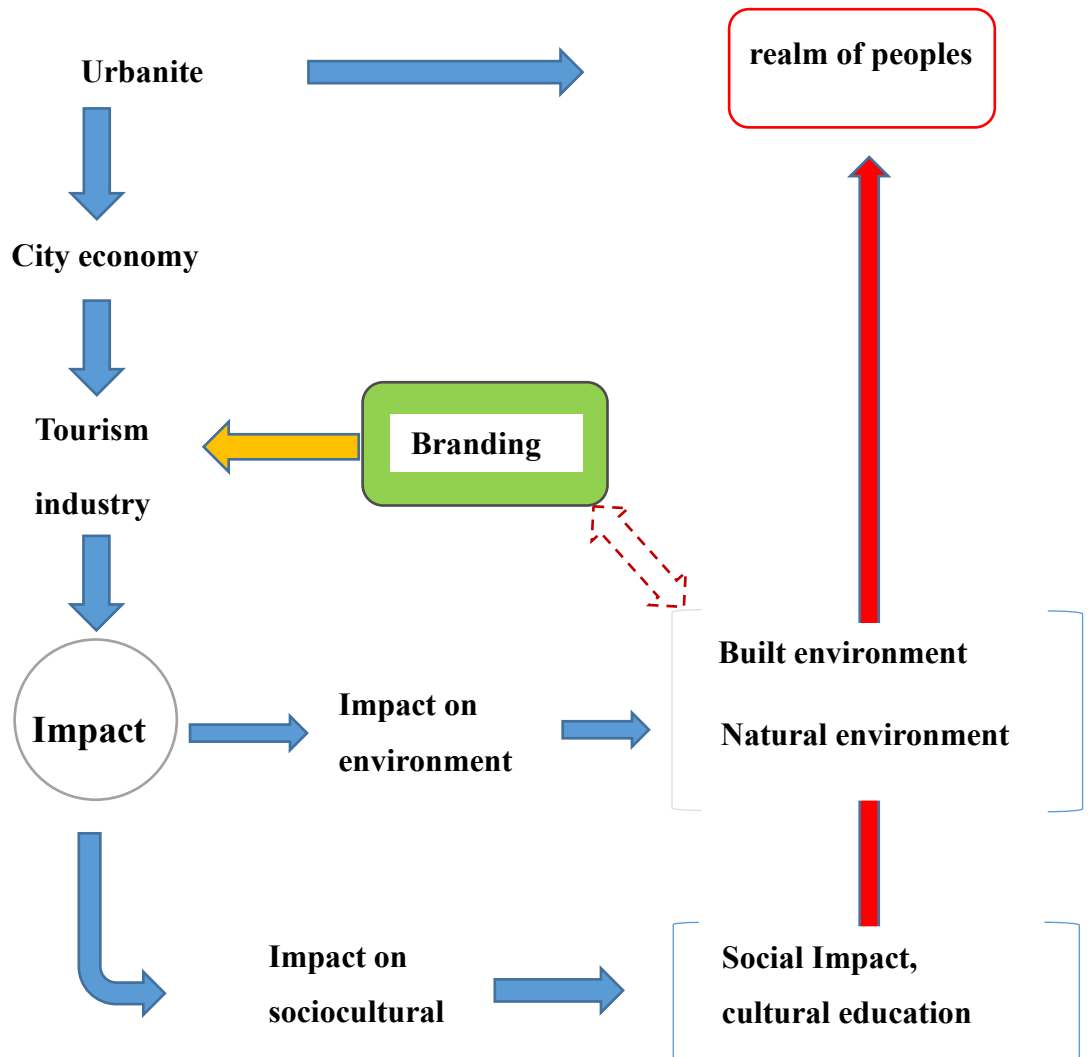 Urbanite
realm of peoples
City economy
Tourism
industry
Branding
Built environment
Natural environment
Impact
Impact on
environment
Impact on
sociocultural
Social Impact,
cultural education